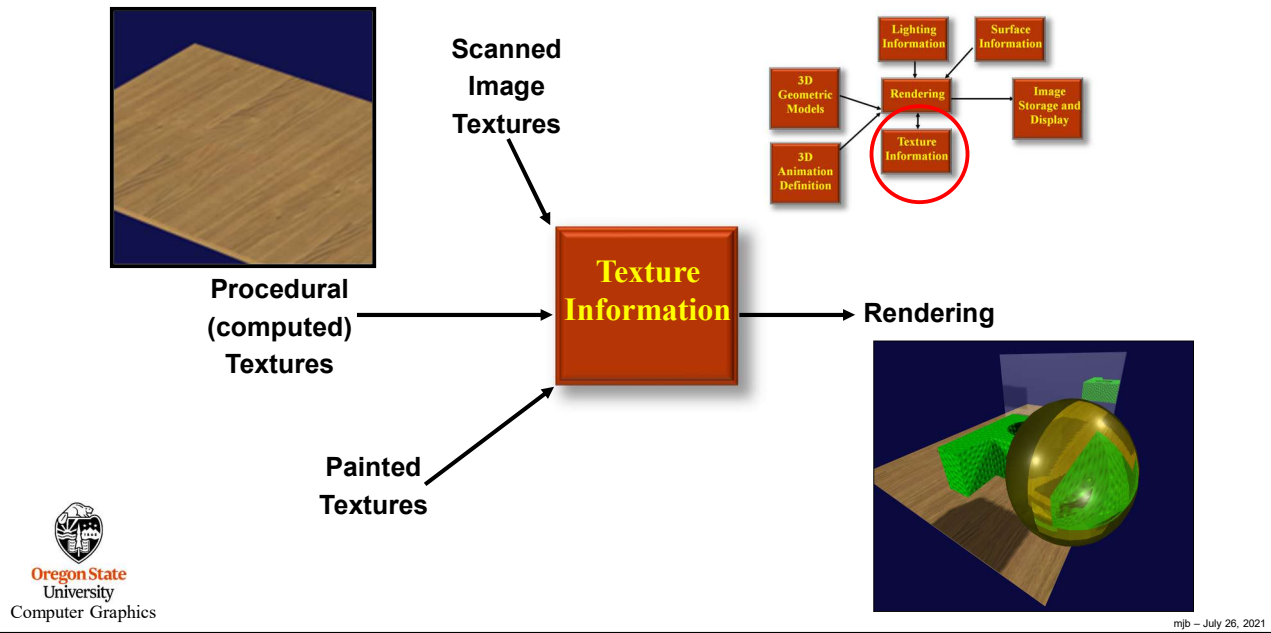 Scanned
Image
Textures
Lighting
Information
Surface
Information
3D
Geometric
Models
Rendering
Image
Storage and
Display
Texture
Information
3D
Animation
Definition
Texture
Information
Procedural
(computed)
Textures
Rendering
Painted
Textures
Oregon State
University
Computer Graphics
mjb – July 26, 2021